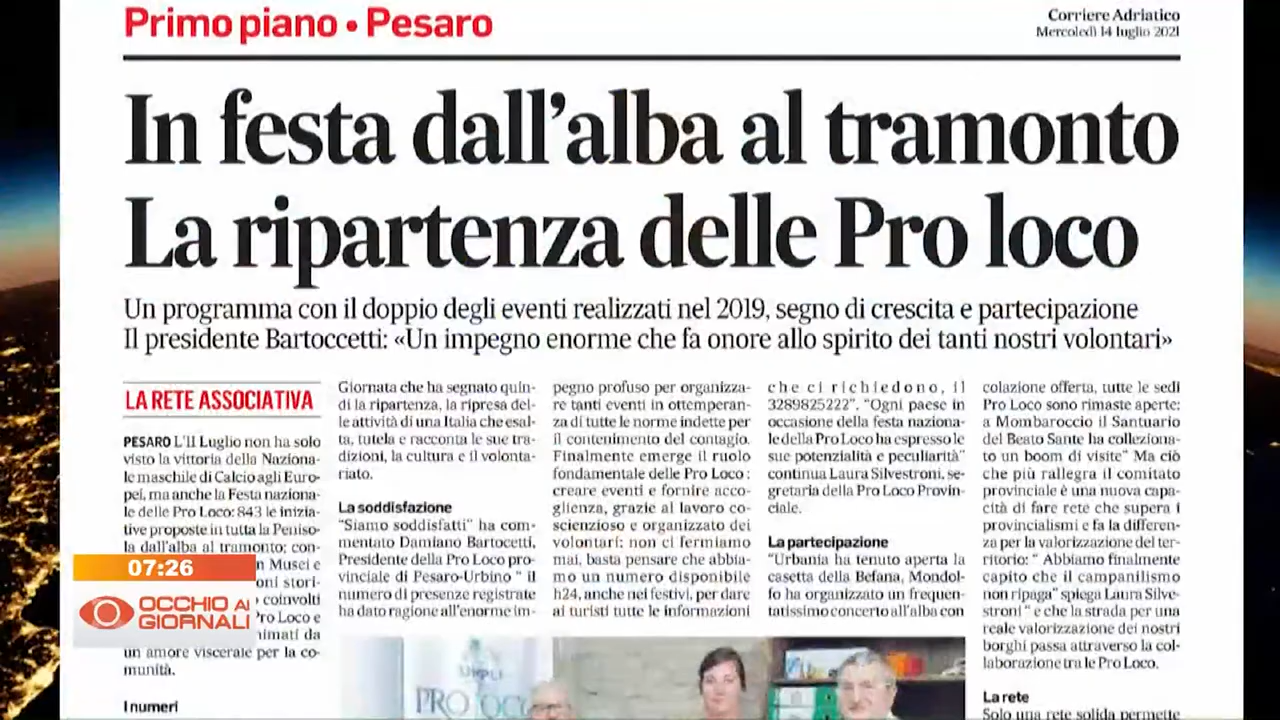 Primo piano • Pesaro
Corriere Adriatico
Mercoledì 14 luglio 2021
In festa dall'alba al tramonto
La ripartenza delle Pro loco
Un programma con il doppio degli eventi realizzati nel 2019, segno di crescita e partecipazione
Il presidente Bartoccetti: «Un impegno enorme che fa onore allo spirito dei tanti nostri volontari»
LA RETE ASSOCIATIVA
PESARO L'11 Luglio non ha solo
visto la vittoria della Naziona-
le maschile di Calcio agli Euro-
pei, ma anche la Festa naziona-
le delle Pro Loco: 843 le inizia-
tive proposte in tutta la Peniso-
la dall'alba al tramonto; con-
n Musei e
oni stori-
coinvolti
Pro Loco e
nimati da
un amore viscerale per la co-
munità.
I numeri
Giornata che ha segnato quin-
di la ripartenza, la ripresa del-
le attività di una Italia che esal-
ta, tutela e racconta le sue tra-
dizioni, la cultura e il volonta-
riato.
La soddisfazione
"Siamo soddisfatti" ha com-
mentato Damiano Bartocetti,
Presidente della Pro Loco pro-
vinciale di Pesaro-Urbino " il
numero di presenze registrate
ha dato ragione all'enorme im-
pegno profuso per organizza-
re tanti eventi in ottemperan-
za di tutte le norme indette per
il contenimento del contagio.
Finalmente emerge il ruolo
fondamentale delle Pro Loco :
creare eventi e fornire acco-
glienza, grazie al lavoro co-
scienzioso e organizzato dei
volontari: non ci fermiamo
mai, basta pensare che abbia-
mo un numero disponibile
h24, anche nei festivi, per dare
ai turisti tutte le informazioni
che ci richiedono, il
3289825222". "Ogni paese in
occasione della festa naziona-
le della Pro Loco ha espresso le
sue potenzialità e peculiarità"
continua Laura Silvestroni, se-
gretaria della Pro Loco Provin-
ciale.
La partecipazione
"Urbania ha tenuto aperta la
casetta della Befana, Mondol-
fo ha organizzato un frequen-
tatissimo concerto all'alba con
colazione offerta, tutte le sedi
Pro Loco sono rimaste aperte:
a Mombaroccio il Santuario
del Beato Sante ha colleziona-
to un boom di visite" Ma ciò
che più rallegra il comitato
provinciale è una nuova capa-
cità di fare rete che supera i
provincialismi e fa la differen-
za per la valorizzazione del ter-
ritorio: " Abbiamo finalmente
capito che il campanilismo
non ripaga" spiega Laura Silve-
stroni " e che la strada per una
reale valorizzazione dei nostri
borghi passa attraverso la col-
laborazione tra le Pro Loco.
La rete
Solo una rete solida permette
07:26
OCCHIO AI
GIORNALI
UNPLI
PRO LOCO